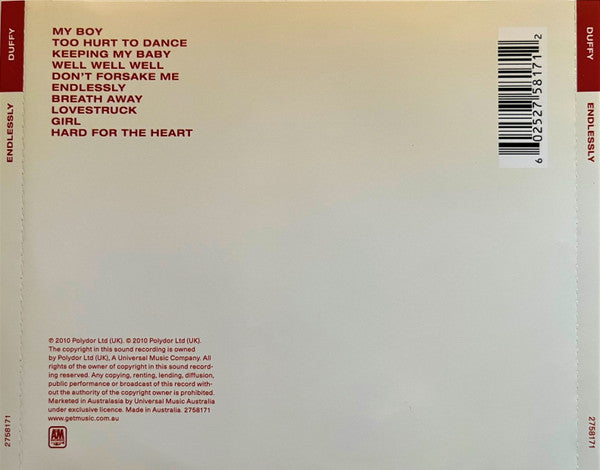 MY BOY
TOO HURT TO DANCE
KEEPING MY BABY
WELL WELL WELL
DON'T FORSAKE ME
ENDLESSLY
BREATH AWAY
LOVESTRUCK
GIRL
HARD FOR THE HEART
6 02527 58171 2
DUFFY
ENDLESSLY
2758171
DUFFY
ENDLESSLY
2758171
℗ 2010 Polydor Ltd (UK). © 2010 Polydor Ltd (UK).
The copyright in this sound recording is owned
by Polydor Ltd (UK), A Universal Music Company. All
rights of the owner of copyright in this sound record-
ing reserved. Any copying, renting, lending, diffusion,
public performance or broadcast of this record with-
out the authority of the copyright owner is prohibited.
Marketed in Australasia by Universal Music Australia
under exclusive licence. Made in Australia. 2758171
www.getmusic.com.au
A&M